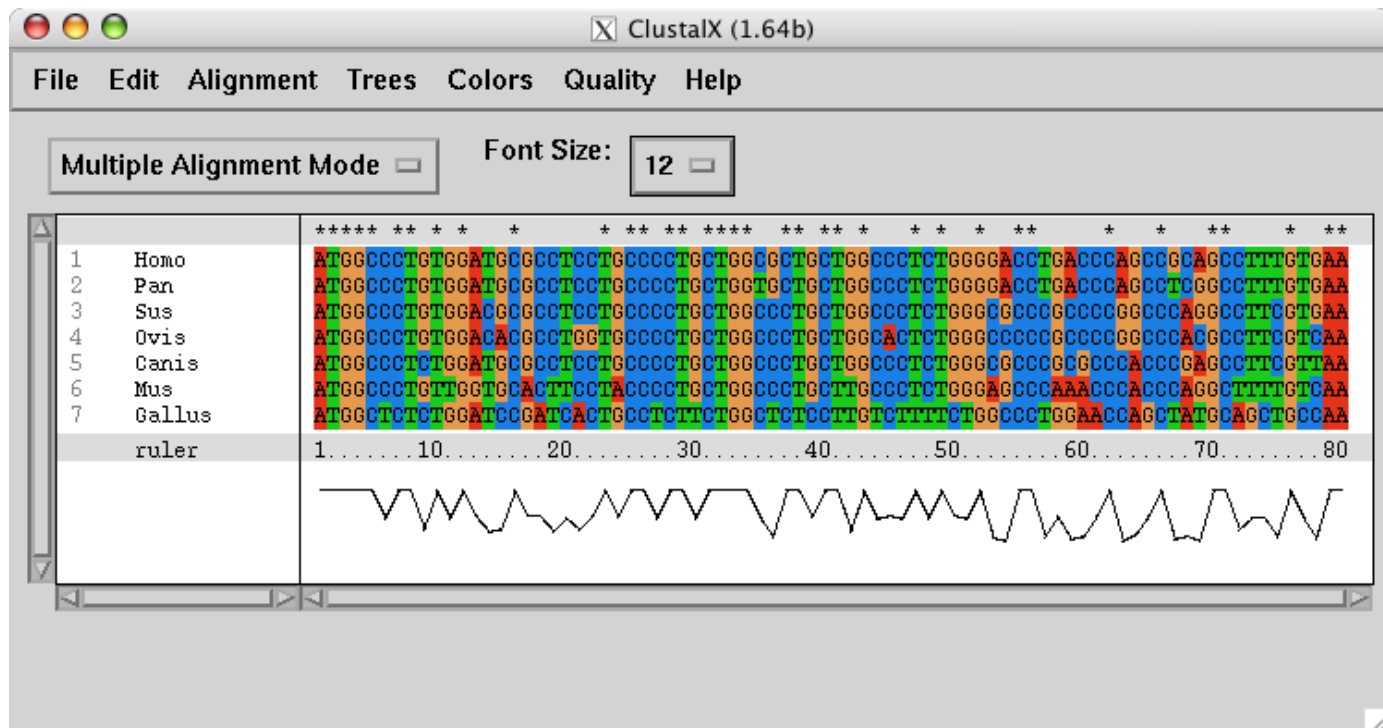 ClustalX (1.64b)
File Edit Alignment Trees Colors Quality Help
Multiple Alignment Mode Font Size: 12
***** ** * *   *      * ** ** ****  ** ** *   * *  *  **     *   *   **    *  **
1 Homo ATGGCCCTGTGGATGCGCCTCCTGCCCCTGCTGGCGCTGCTGGCCCTCTGGGGACCTGACCCAGCCGCAGCCTTTGTGAA
2 Pan ATGGCCCTGTGGATGCGCCTCCTGCCCCTGCTGGTGCTGCTGGCCCTCTGGGGACCTGACCCAGCCTCGGCCTTTGTGAA
3 Sus ATGGCCCTGTGGACGCGCCTCCTGCCCCTGCTGGCCCTGCTGGCCCTCTGGGCGCCCGCCCCGGCCCAGGCCTTCGTGAA
4 Ovis ATGGCCCTGTGGACACGCCTGGTGCCCCTGCTGGCCCTGCTGGCACTCTGGGCCCCCGCCCCGGCCCACGCCTTCGTCAA
5 Canis ATGGCCCTCTGGATGCGCCTCCTGCCCCTGCTGGCCCTGCTGGCCCTCTGGGCGCCCGCGCCCACCCGAGCCTTCGTTAA
6 Mus ATGGCCCTGTTGGTGCACTTCCTACCCCTGCTGGCCCTGCTTGCCCTCTGGGAGCCCAAACCCACCCAGGCTTTTGTCAA
7 Gallus ATGGCTCTCTGGATCCGATCACTGCCTCTTCTGGCTCTCCTTGTCTTTTCTGGCCCTGGAACCAGCTATGCAGCTGCCAA
ruler 1.......10........20........30........40........50........60........70........80